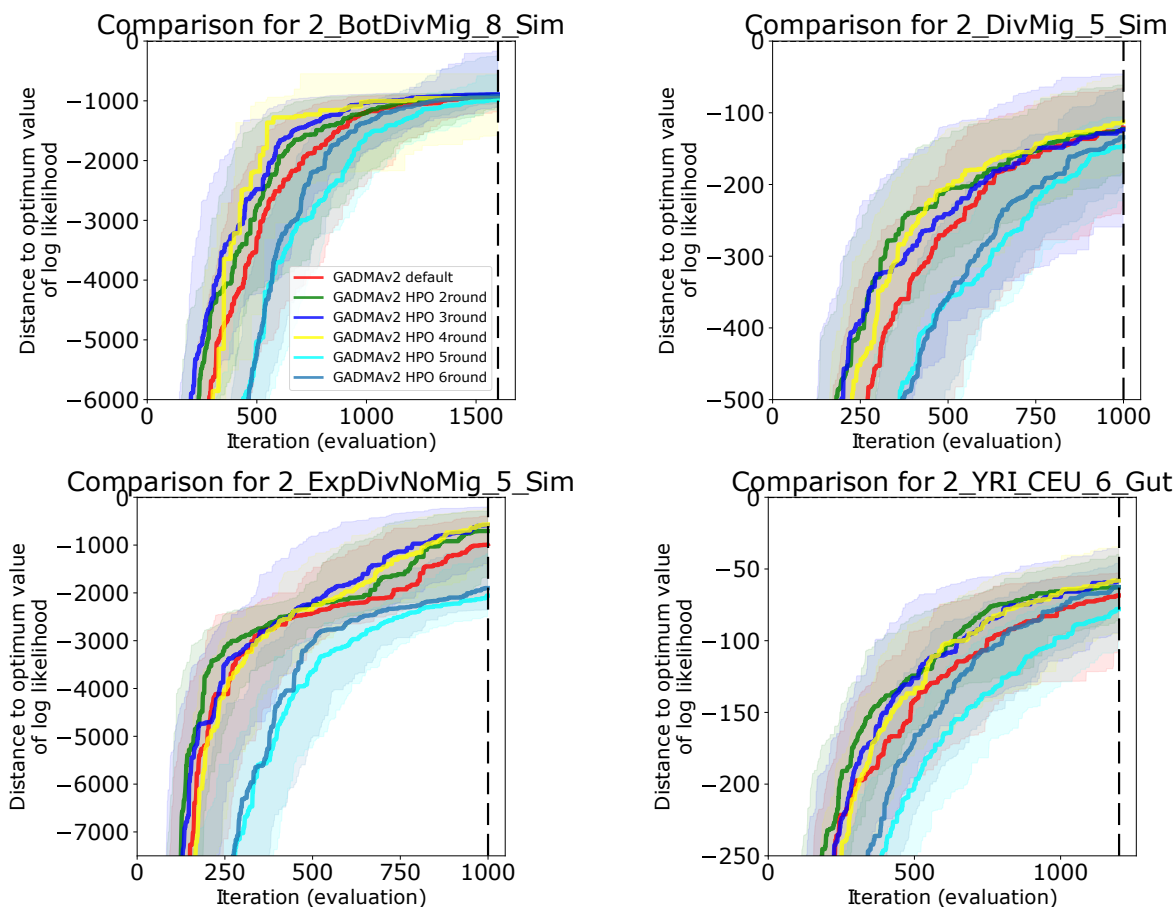 Comparison for 2_BotDivMig_8_Sim
0
−1000
−2000
−3000
−4000
−5000
−6000
Distance to optimum value
of log likelihood
GADMAv2 default
GADMAv2 HPO 2round
GADMAv2 HPO 3round
GADMAv2 HPO 4round
GADMAv2 HPO 5round
GADMAv2 HPO 6round
0 500 1000 1500
Iteration (evaluation)
Comparison for 2_DivMig_5_Sim
0
−100
−200
−300
−400
−500
Distance to optimum value
of log likelihood
0 250 500 750 1000
Iteration (evaluation)
Comparison for 2_ExpDivNoMig_5_Sim
0
−1000
−2000
−3000
−4000
−5000
−6000
−7000
Distance to optimum value
of log likelihood
0 250 500 750 1000
Iteration (evaluation)
Comparison for 2_YRI_CEU_6_Gut
0
−50
−100
−150
−200
−250
Distance to optimum value
of log likelihood
0 500 1000
Iteration (evaluation)